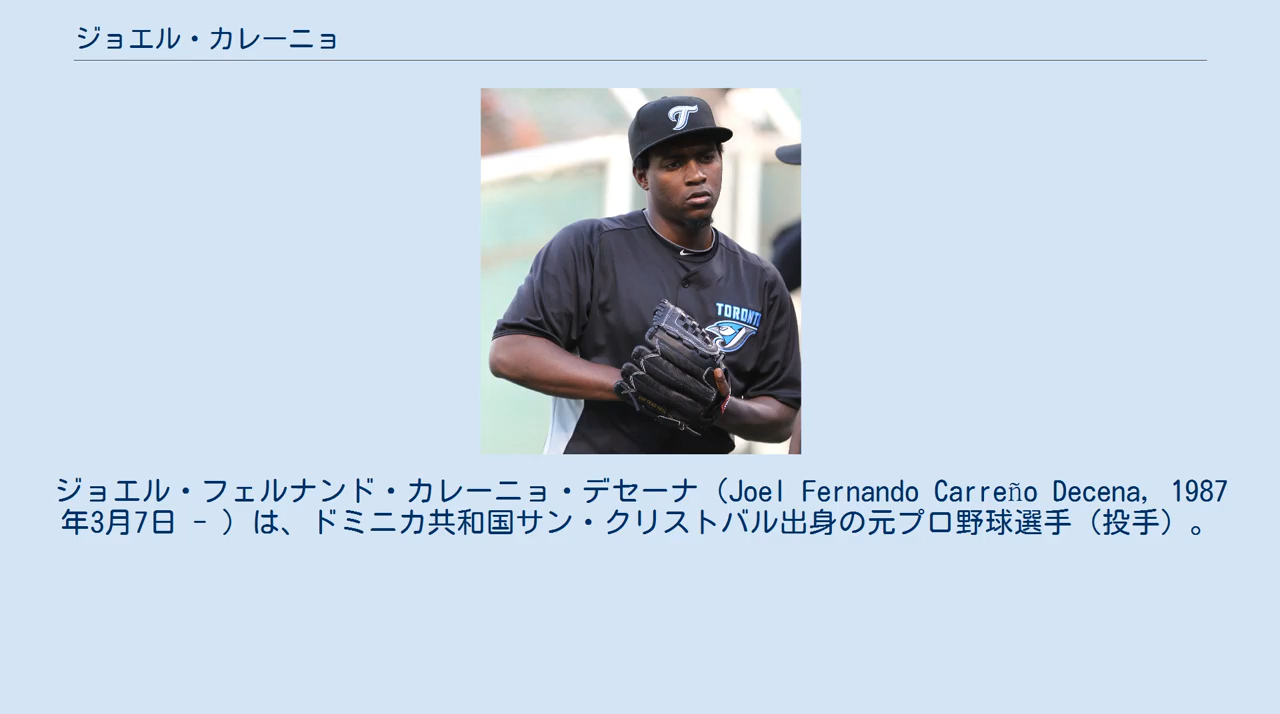 ジョエル・カレーニョ
TORONTO
ジョエル・フェルナンド・カレーニョ・デセーナ（Joel Fernando Carreño Decena, 1987
年3月7日 - ）は、ドミニカ共和国サン・クリストバル出身の元プロ野球選手（投手）。